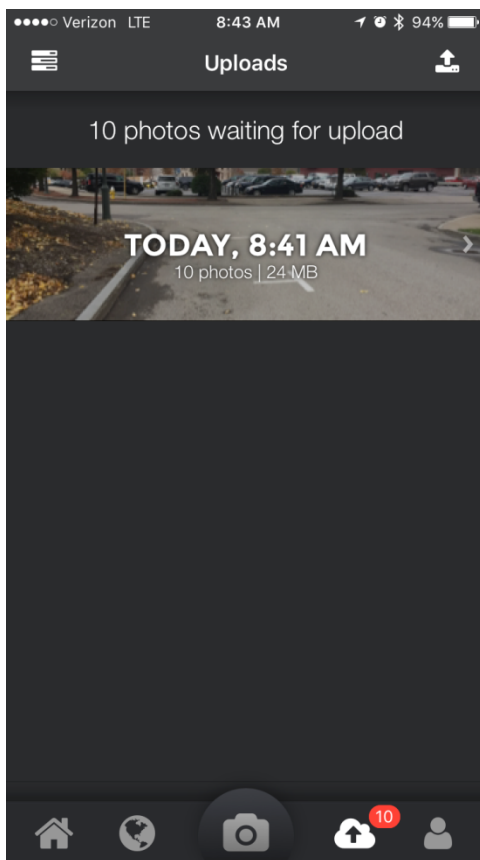 Verizon LTE 8:43 AM 94%
Uploads
10 photos waiting for upload
TODAY, 8:41 AM
10 photos | 24 MB
10